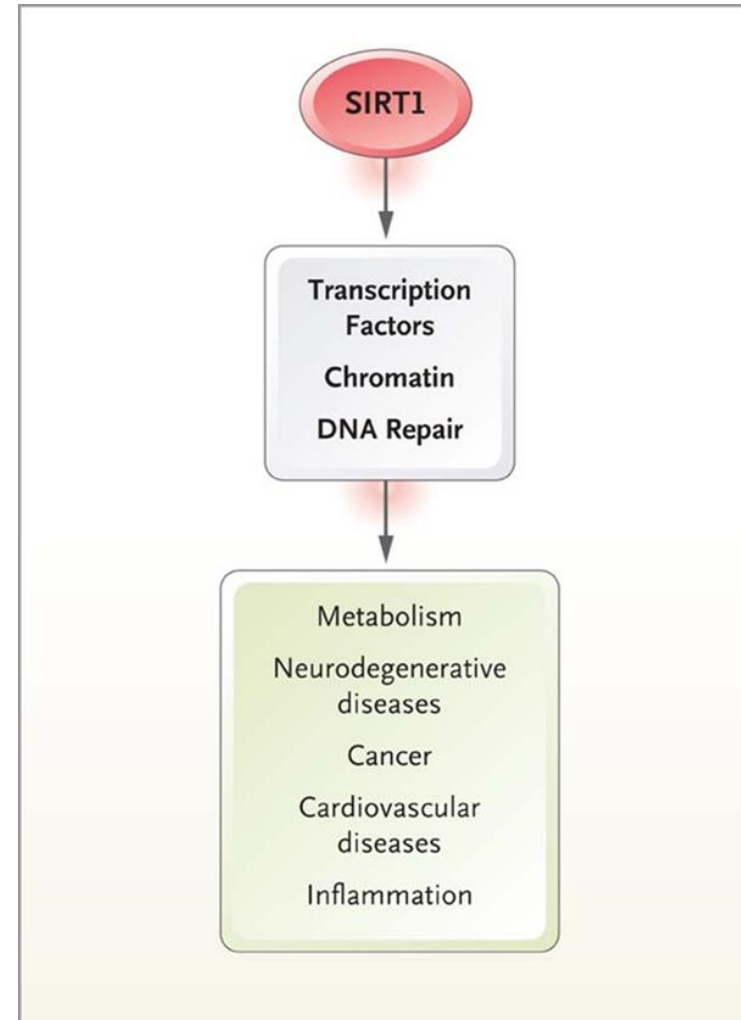 SIRT1
Transcription
Factors
Chromatin
DNA Repair
Metabolism
Neurodegenerative
diseases
Cancer
Cardiovascular
diseases
Inflammation